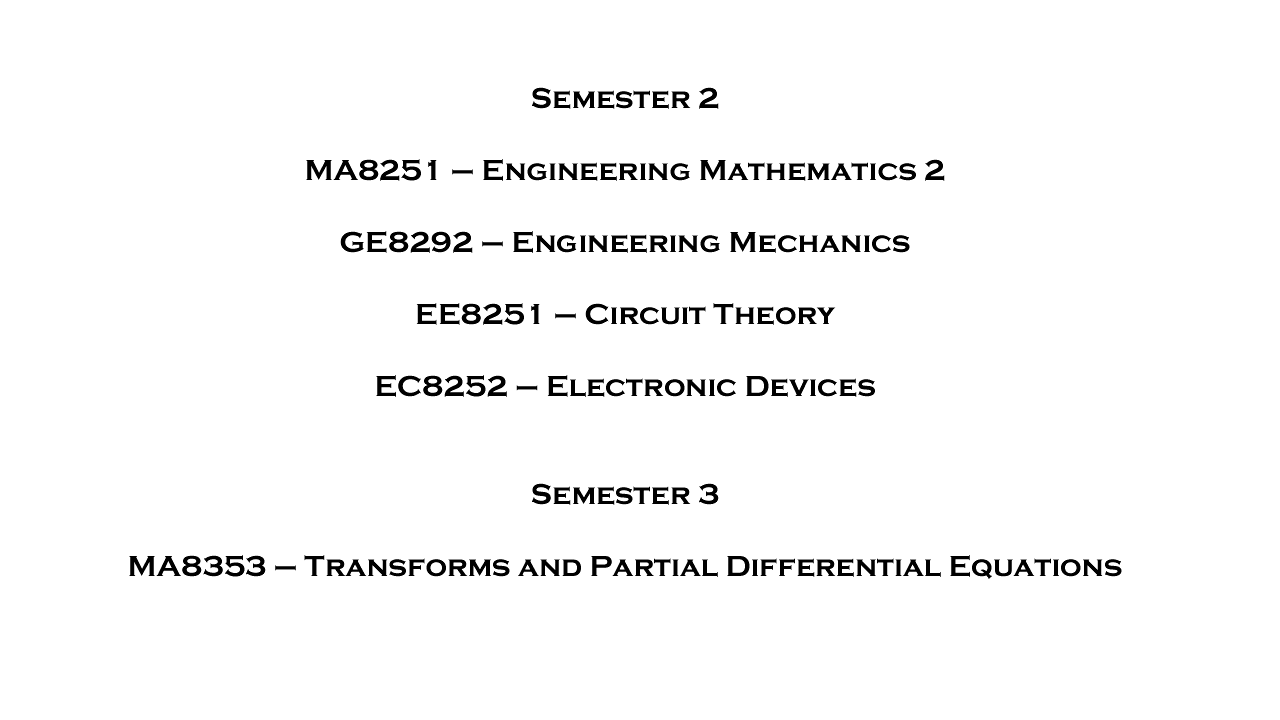 Semester 2
MA8251 – Engineering Mathematics 2
GE8292 – Engineering Mechanics
EE8251 – Circuit Theory
EC8252 – Electronic Devices
Semester 3
MA8353 – Transforms and Partial Differential Equations